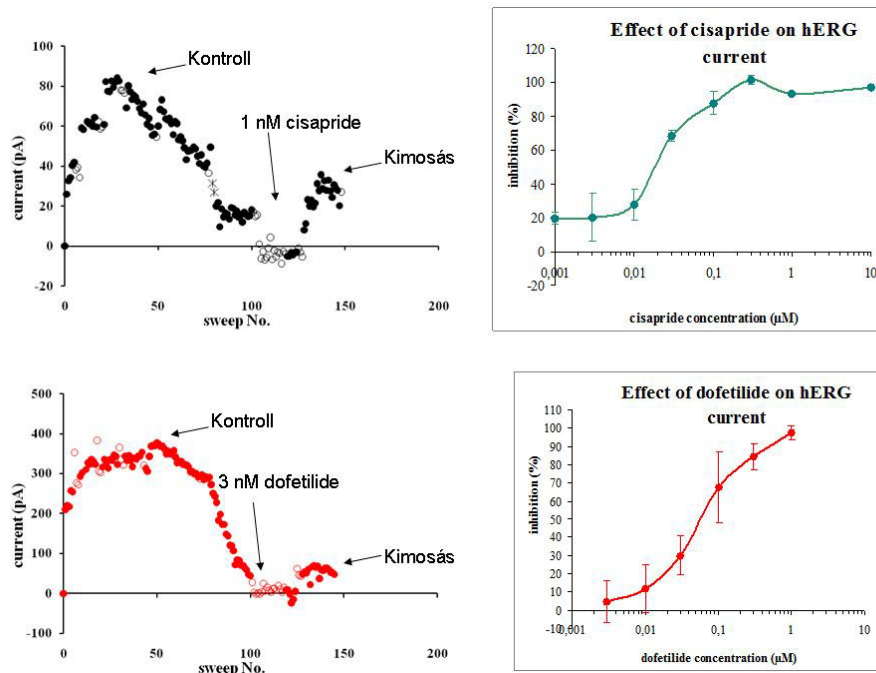 100
80
60
40
20
0
-20
current (pA)
Kontroll
1 nM cisapride
Kimosás
0 50 100 150 200
sweep No.
Effect of cisapride on hERG
current
120
100
80
60
40
20
0
-20
inhibition (%)
0,001 0,01 0,1 1 10
cisapride concentration (µM)
500
400
300
200
100
0
-100
current (pA)
Kontroll
3 nM dofetilide
Kimosás
0 50 100 150 200
sweep No.
Effect of dofetilide on hERG
current
110
100
90
80
70
60
50
40
30
20
10
0
-10
inhibition (%)
0,001 0,01 0,1 1 10
dofetilide concentration (µM)